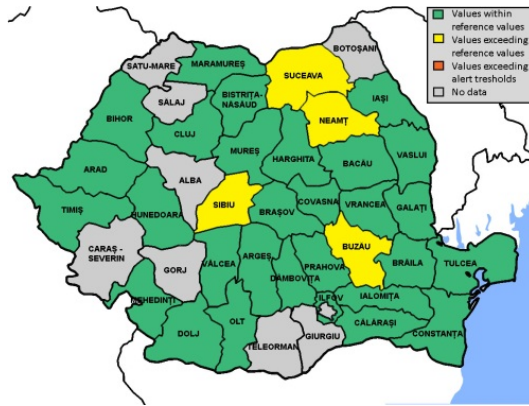 Values within
reference values
Values exceeding
reference values
Values exceeding
alert tresholds
No data
BOTOȘANI
SATU-MARE
MARAMUREȘ
SUCEAVA
SALAJ
BISTRIȚA-
NĂSĂUD
IAȘI
BIHOR
NEAMȚ
CLUJ
MUREȘ
HARGHITA
BACĂU
VASLUI
ARAD
ALBA
TIMIȘ
HUNEDOARA
SIBIU
BRAȘOV
COVASNA
VRANCEA
GALAȚI
CARAȘ -
SEVERIN
GORJ
VÂLCEA
ARGEȘ
PRAHOVA
BUZĂU
BRĂILA
TULCEA
DÂMBOVIȚA
MEHEDINȚI
ILFOV
IALOMIȚA
DOLJ
OLT
TELEORMAN
GIURGIU
CĂLĂRAȘI
CONSTANȚA